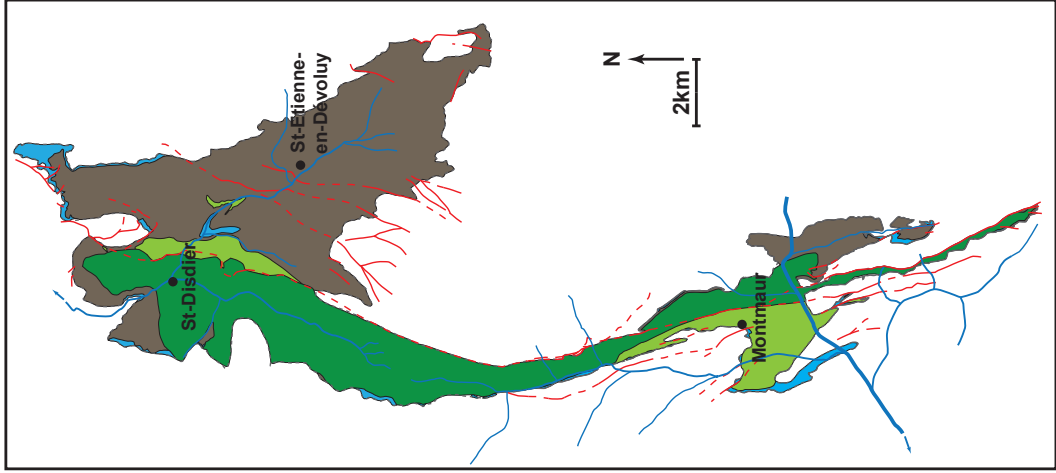 St-Etienne-
en-Dévoluy
St-Disdier
N
2km
Montmaur